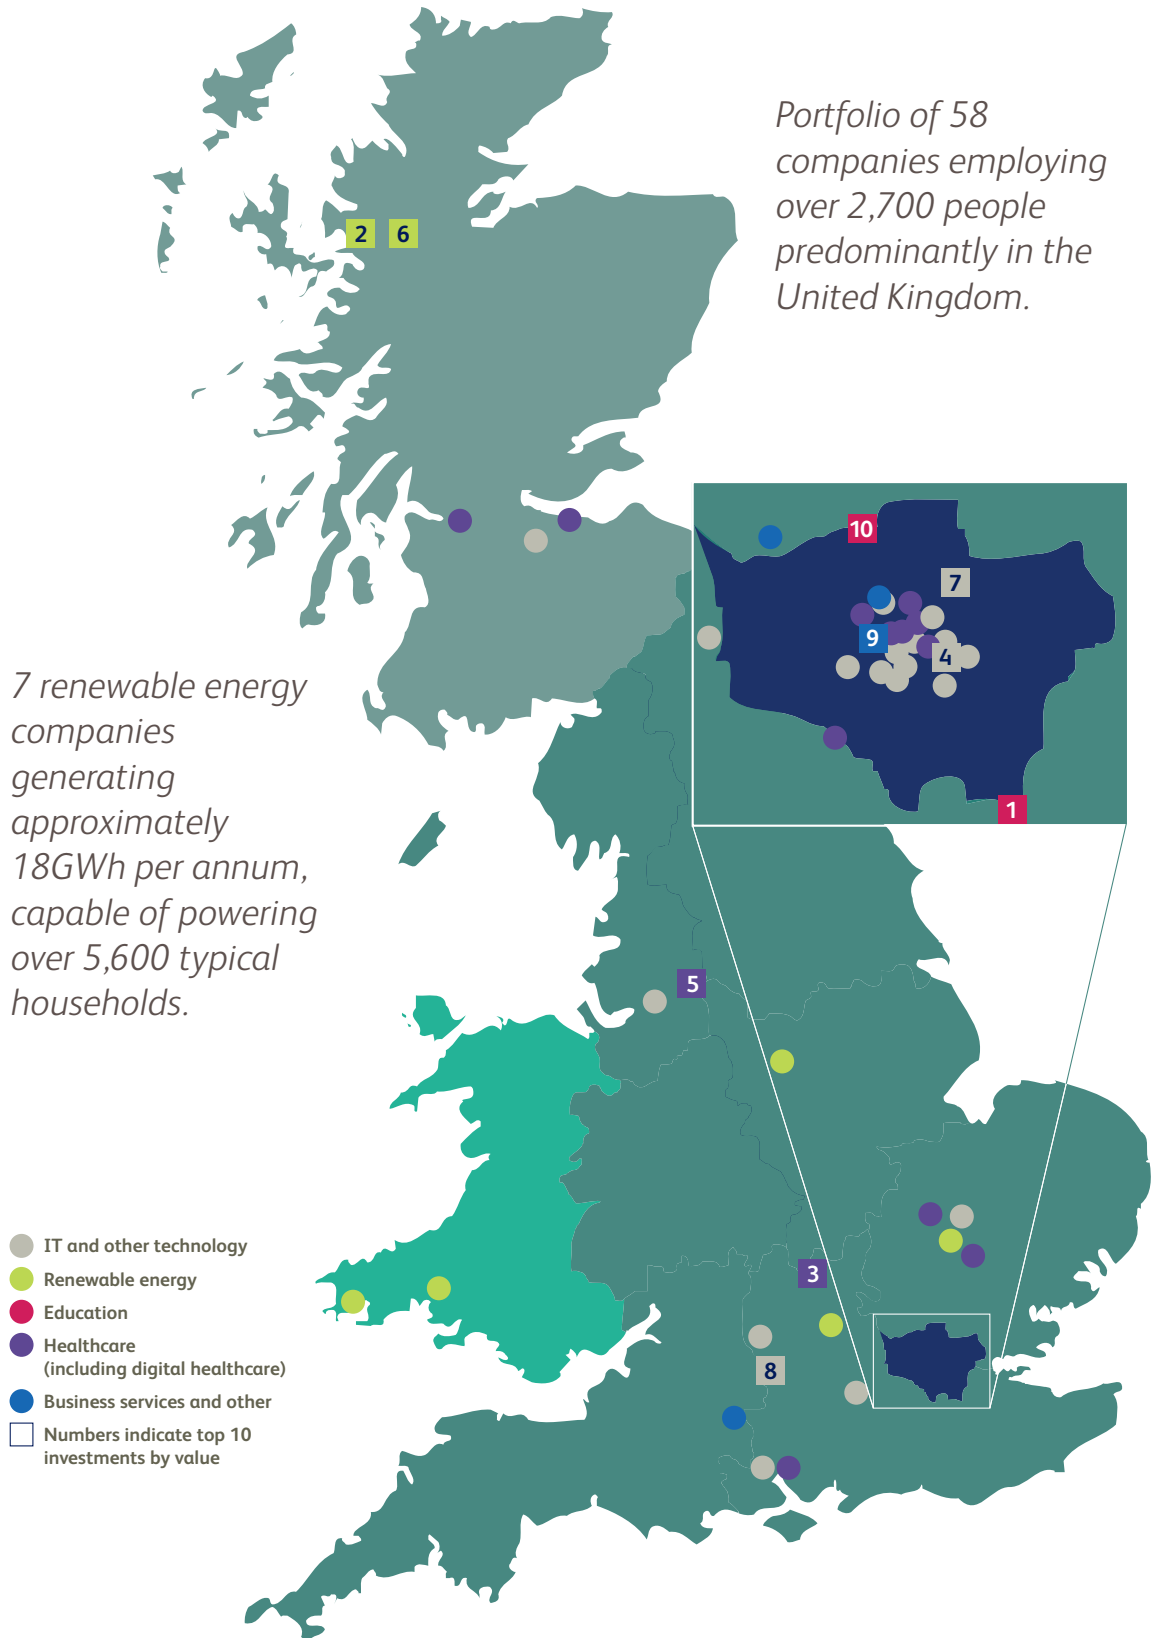 Portfolio of 58
companies employing
over 2,700 people
predominantly in the
United Kingdom.
2
6
10
7
9
4
1
7 renewable energy
companies
generating
approximately
18GWh per annum,
capable of powering
over 5,600 typical
households.
5
3
8
IT and other technology
Renewable energy
Education
Healthcare
(including digital healthcare)
Business services and other
Numbers indicate top 10
investments by value